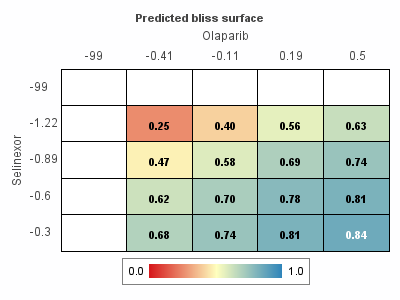 Predicted bliss surface
Olaparib
-99 -0.41 -0.11 0.19 0.5
Selinexor
-99
-1.22 0.25 0.40 0.56 0.63
-0.89 0.47 0.58 0.69 0.74
-0.6 0.62 0.70 0.78 0.81
-0.3 0.68 0.74 0.81 0.84
0.0 1.0